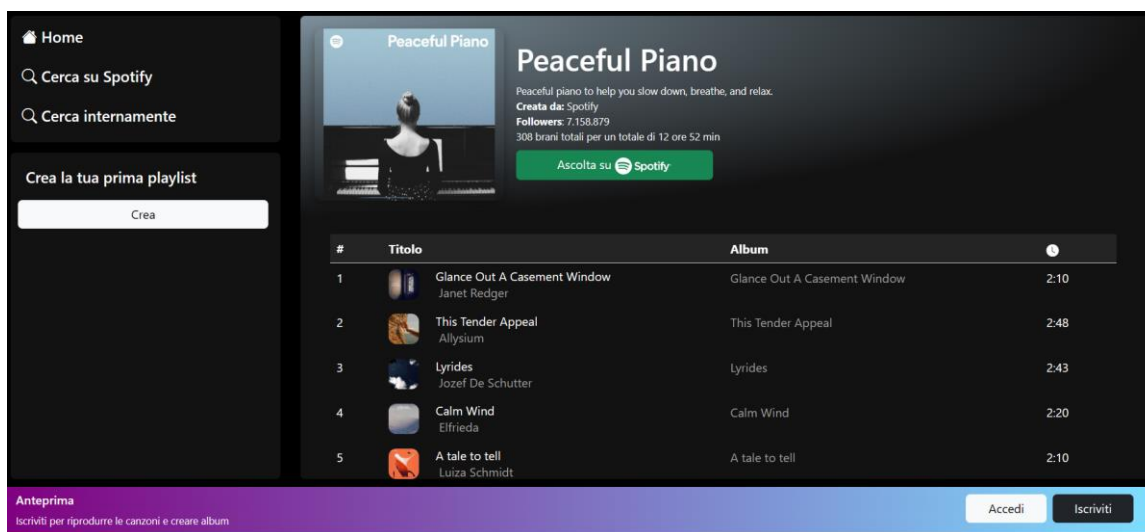 Home
Cerca su Spotify
Cerca internamente
Crea la tua prima playlist
Crea
Peaceful Piano
Peaceful Piano
Peaceful piano to help you slow down, breathe, and relax.
Creata da: Spotify
Followers: 7.158.879
308 brani totali per un totale di 12 ore 52 min
Ascolta su Spotify
# Titolo Album
1 Glance Out A Casement Window Glance Out A Casement Window 2:10
Janet Redger
2 This Tender Appeal This Tender Appeal 2:48
Allysium
3 Lyrides Lyrides 2:43
Jozef De Schutter
4 Calm Wind Calm Wind 2:20
Elfrieda
5 A tale to tell A tale to tell 2:10
Luiza Schmidt
Anteprima
Iscriviti per riprodurre le canzoni e creare album
Accedi Iscriviti